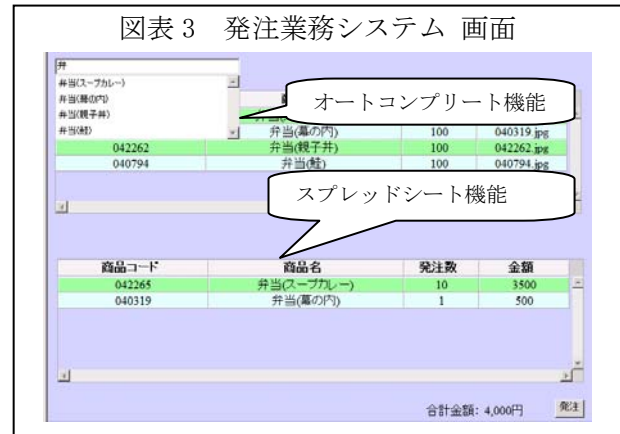 図表3 発注業務システム 画面
弁
弁当(スープカレー)
弁当(幕の内)
弁当(親子丼)
弁当(鮭)
オートコンプリート機能
弁当(幕の内) 100 040319.jpg
042262 弁当(親子丼) 100 042262.jpg
040794 弁当(鮭) 100 040794.jpg
スプレッドシート機能
商品コード 商品名 発注数 金額
042265 弁当(スープカレー) 10 3500
040319 弁当(幕の内) 1 500
合計金額: 4,000円 発注